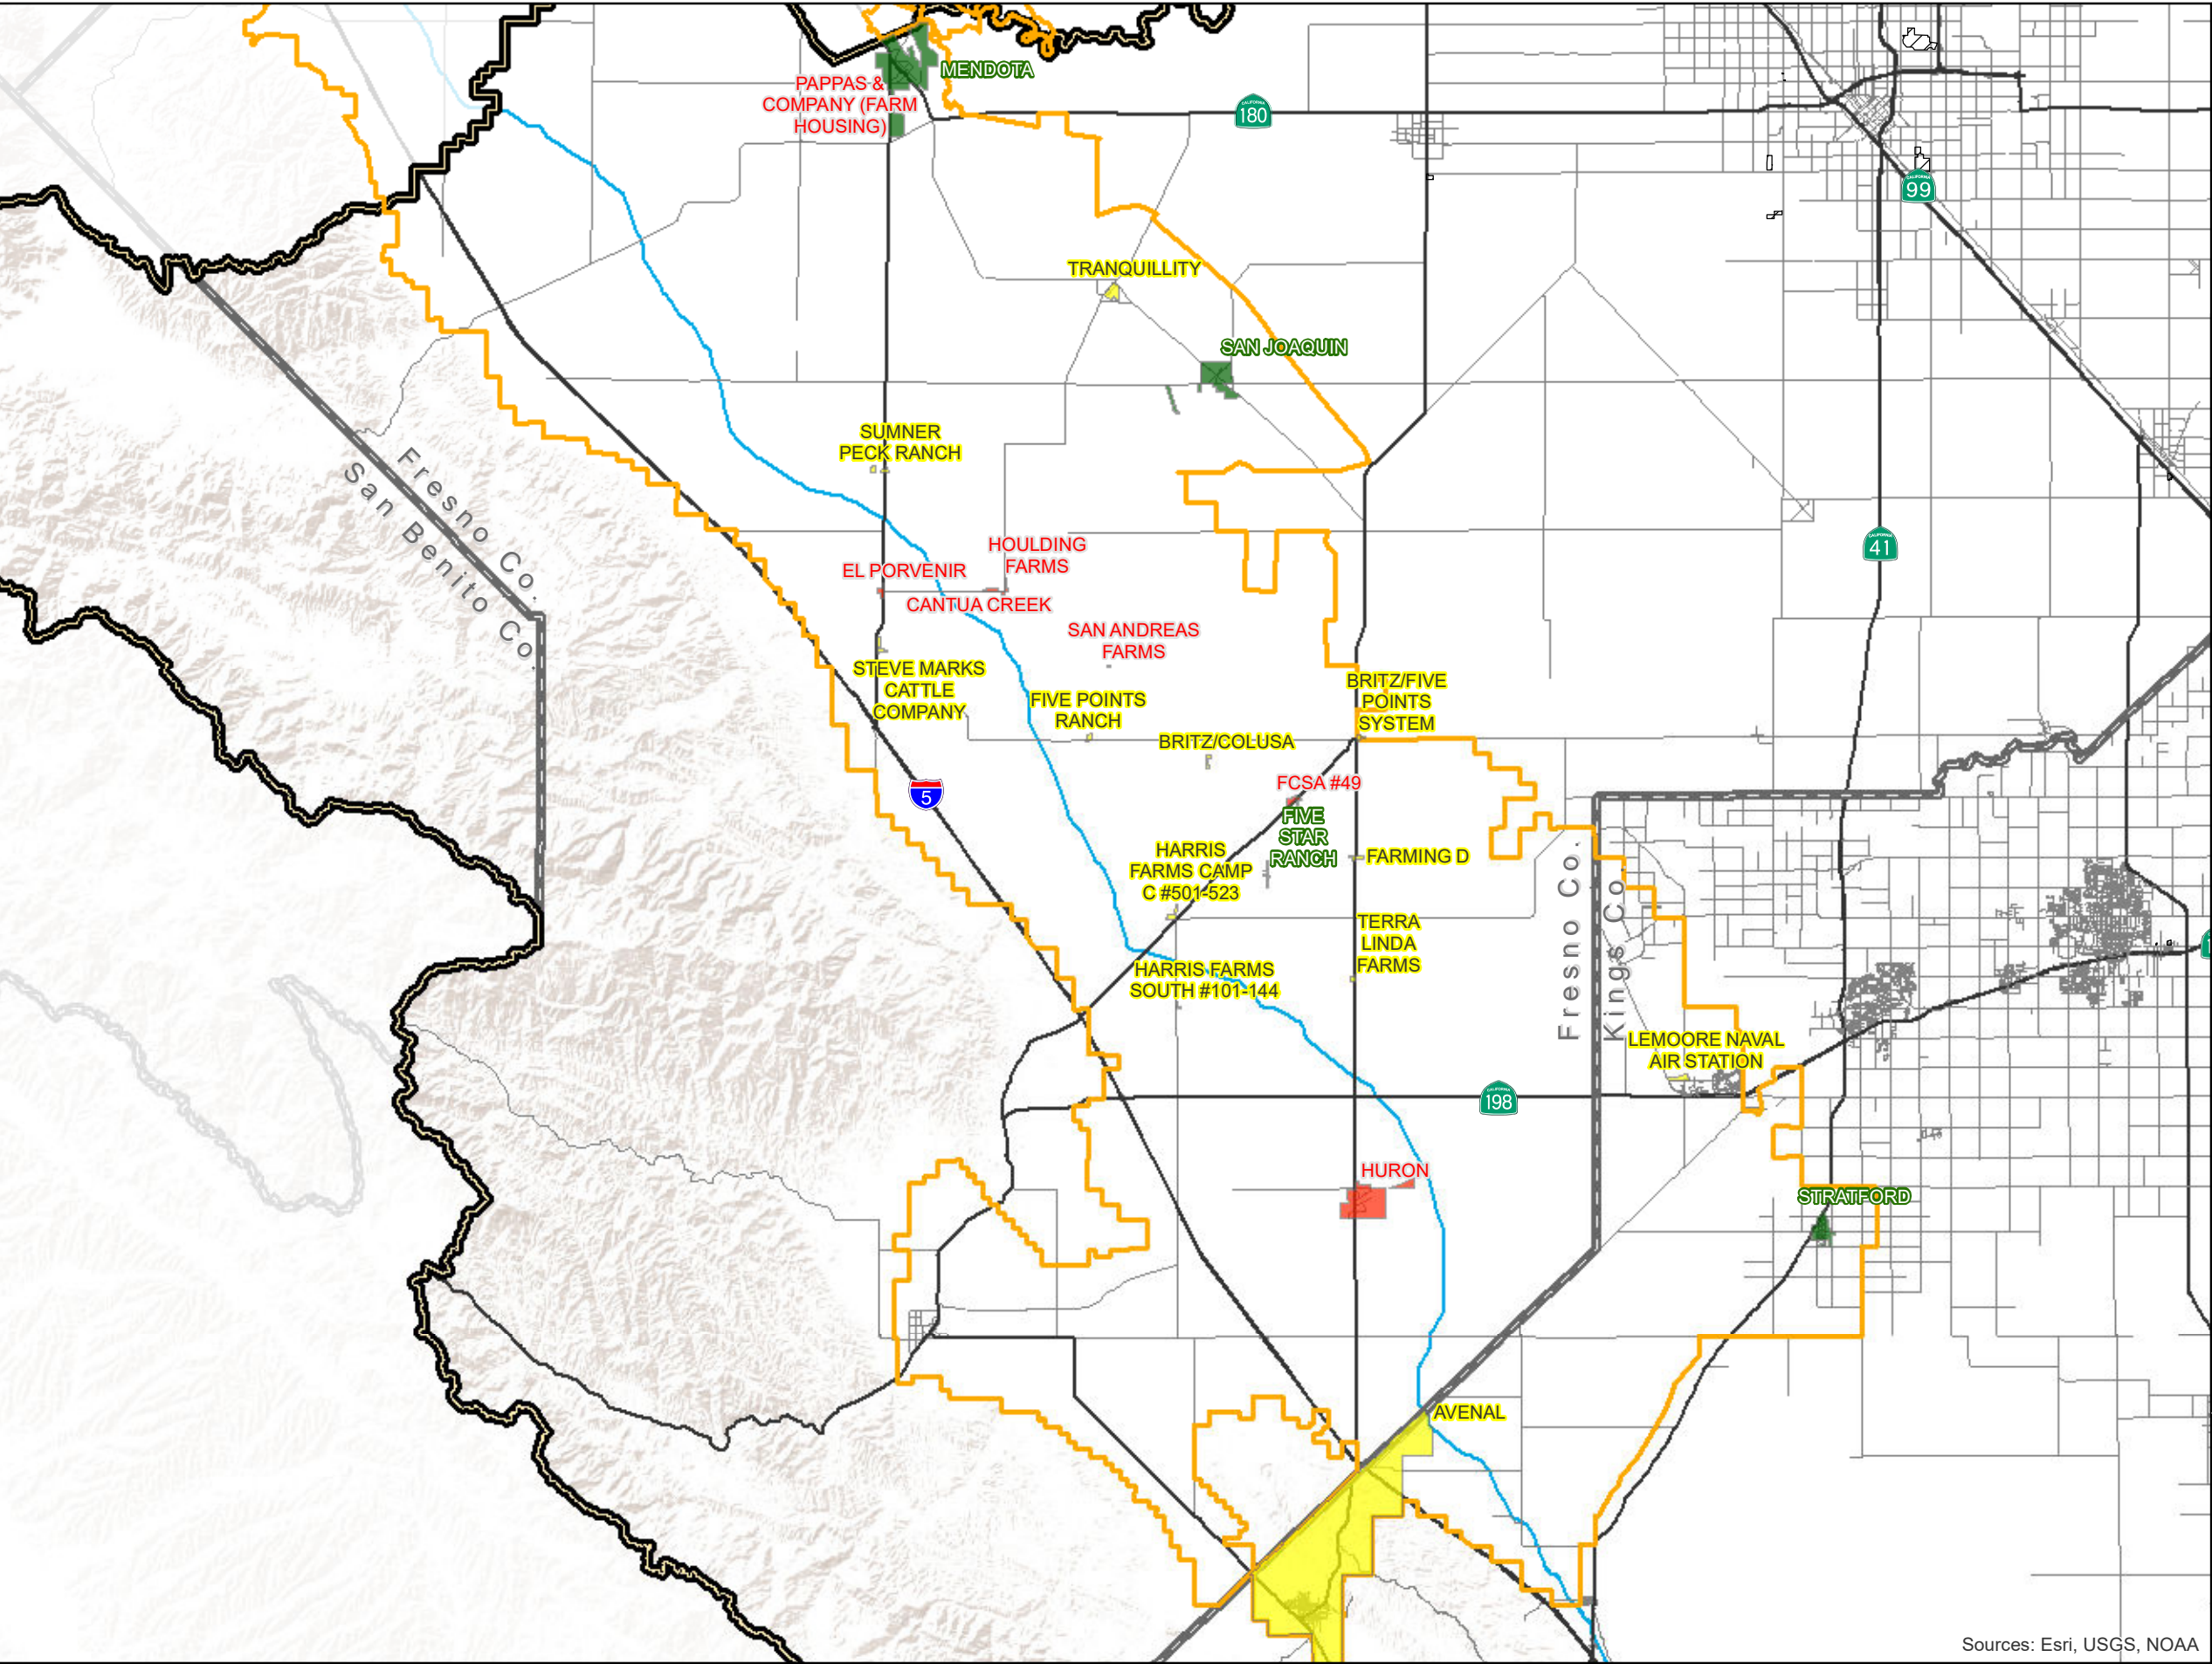 MENDOTA
PAPPAS &
COMPANY (FARM
HOUSING)
CALIFORNIA
180
CALIFORNIA
99
TRANQUILLITY
SAN JOAQUIN
SUMNER
PECK RANCH
Fresno Co.
San Benito Co.
HOULDING
FARMS
EL PORVENIR
CANTUA CREEK
CALIFORNIA
41
SAN ANDREAS
FARMS
STEVE MARKS
CATTLE
COMPANY
FIVE POINTS
RANCH
BRITZ/FIVE
POINTS
SYSTEM
BRITZ/COLUSA
5
FCSA #49
FIVE
STAR
RANCH
HARRIS
FARMS CAMP
C #501-523
FARMING D
TERRA
LINDA
FARMS
Fresno Co.
Kings Co.
HARRIS FARMS
SOUTH #101-144
LEMOORE NAVAL
AIR STATION
CALIFORNIA
198
HURON
STRATFORD
AVENAL
Sources: Esri, USGS, NOAA